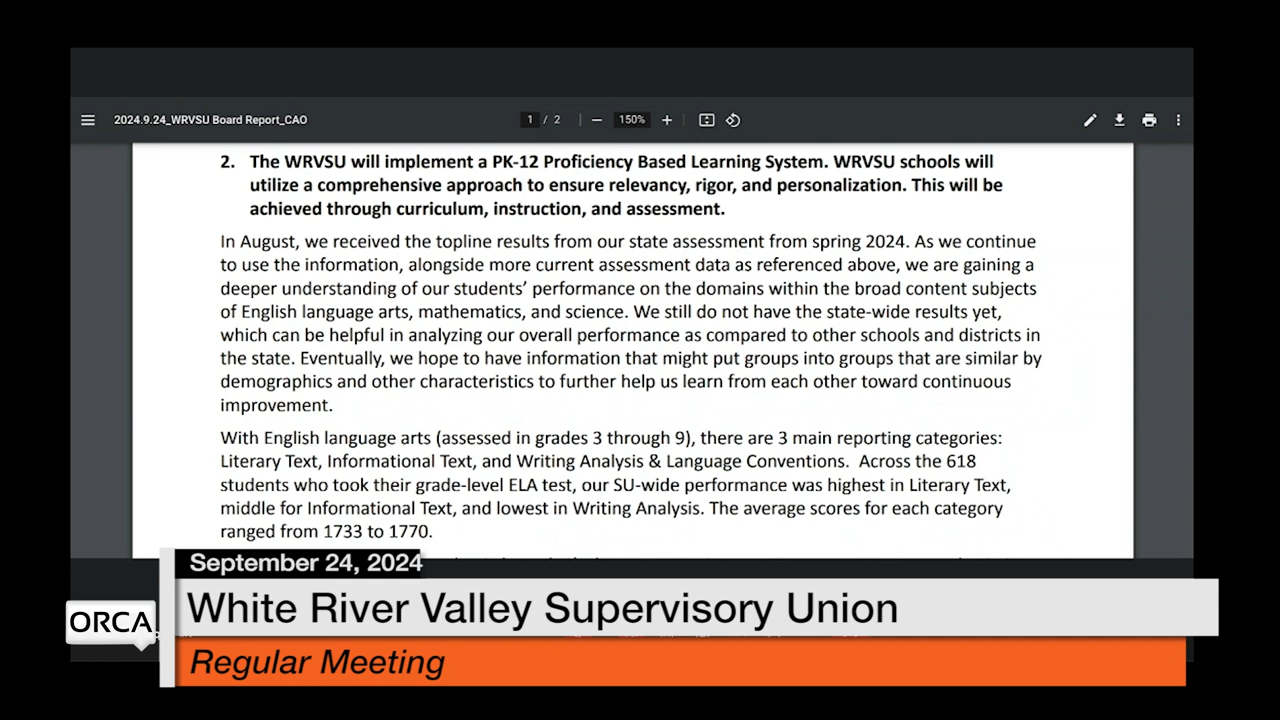 2024.9.24_WRVSU Board Report_CAO 1 / 2 150%
2. The WRVSU will implement a PK-12 Proficiency Based Learning System. WRVSU schools will
utilize a comprehensive approach to ensure relevancy, rigor, and personalization. This will be
achieved through curriculum, instruction, and assessment.
In August, we received the topline results from our state assessment from spring 2024. As we continue
to use the information, alongside more current assessment data as referenced above, we are gaining a
deeper understanding of our students' performance on the domains within the broad content subjects
of English language arts, mathematics, and science. We still do not have the state-wide results yet,
which can be helpful in analyzing our overall performance as compared to other schools and districts in
the state. Eventually, we hope to have information that might put groups into groups that are similar by
demographics and other characteristics to further help us learn from each other toward continuous
improvement.
With English language arts (assessed in grades 3 through 9), there are 3 main reporting categories:
Literary Text, Informational Text, and Writing Analysis & Language Conventions. Across the 618
students who took their grade-level ELA test, our SU-wide performance was highest in Literary Text,
middle for Informational Text, and lowest in Writing Analysis. The average scores for each category
ranged from 1733 to 1770.
September 24, 2024
White River Valley Supervisory Union
ORCA
Regular Meeting